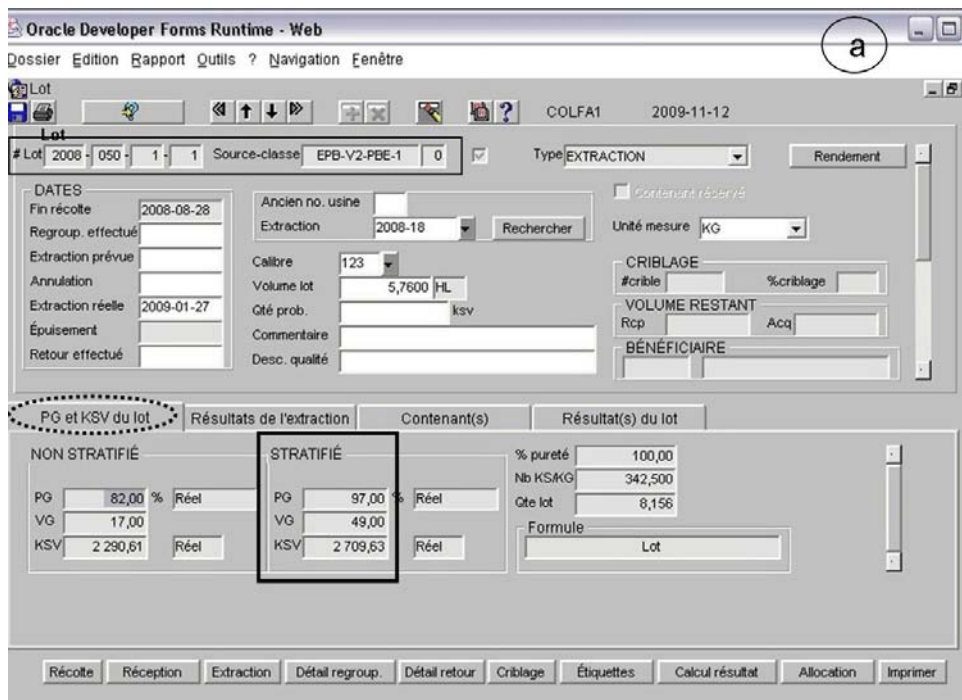 Oracle Developer Forms Runtime - Web
a
Dossier Edition Rapport Outils ? Navigation Fenêtre
Lot
COLFA1 2009-11-12
Lot
# Lot 2008 - 050 - 1 - 1 Source-classe EPB-V2-PBE-1 0 Type EXTRACTION Rendement
DATES
Fin récolte 2008-08-28
Regroup. effectué
Extraction prévue
Annulation
Extraction réelle 2009-01-27
Épuisement
Retour effectué
Ancien no. usine
Extraction 2008-18 Rechercher
Calibre 123
Volume lot 5,7600 HL
Qté prob. ksv
Commentaire
Desc. qualité
Contenant réservé
Unité mesure KG
CRIBLAGE
#crible %criblage
VOLUME RESTANT
Rcp Acq
BÉNÉFICIAIRE
PG et KSV du lot Résultats de l'extraction Contenant(s) Résultat(s) du lot
NON STRATIFIÉ
PG 82,00 % Réel
VG 17,00
KSV 2 290,61 Réel
STRATIFIÉ
PG 97,00 % Réel
VG 49,00
KSV 2 709,63 Réel
% pureté 100,00
Nb KS/KG 342,500
Qte lot 8,156
Formule
Lot
Récolte Réception Extraction Détail regroup. Détail retour Criblage Étiquettes Calcul résultat Allocation Imprimer